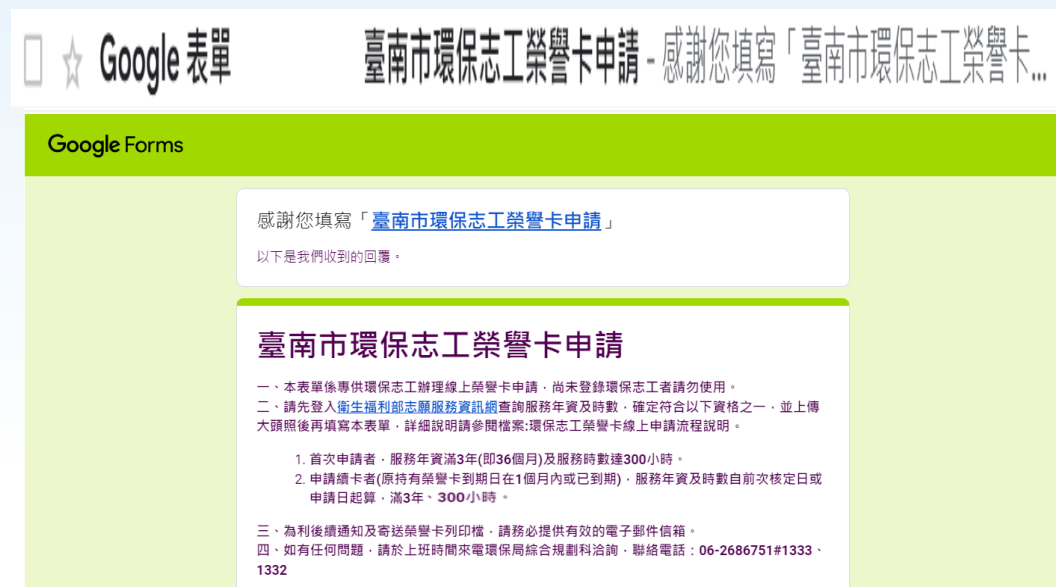 Google 表單 臺南市環保志工榮譽卡申請 - 感謝您填寫「臺南市環保志工榮譽卡...
Google Forms
感謝您填寫「臺南市環保志工榮譽卡申請」
以下是我們收到的回覆。
臺南市環保志工榮譽卡申請
一、本表單係專供環保志工辦理線上榮譽卡申請，尚未登錄環保志工者請勿使用。
二、請先登入衛生福利部志願服務資訊網查詢服務年資及時數，確定符合以下資格之一，並上傳
大頭照後再填寫本表單，詳細說明請參閱檔案:環保志工榮譽卡線上申請流程說明。
1. 首次申請者，服務年資滿3年(即36個月)及服務時數達300小時。
2. 申請續卡者(原持有榮譽卡到期日在1個月內或已到期)，服務年資及時數自前次核定日或
申請日起算，滿3年、300小時。
三、為利後續通知及寄送榮譽卡列印檔，請務必提供有效的電子郵件信箱。
四、如有任何問題，請於上班時間來電環保局綜合規劃科洽詢，聯絡電話：06-2686751#1333、
1332